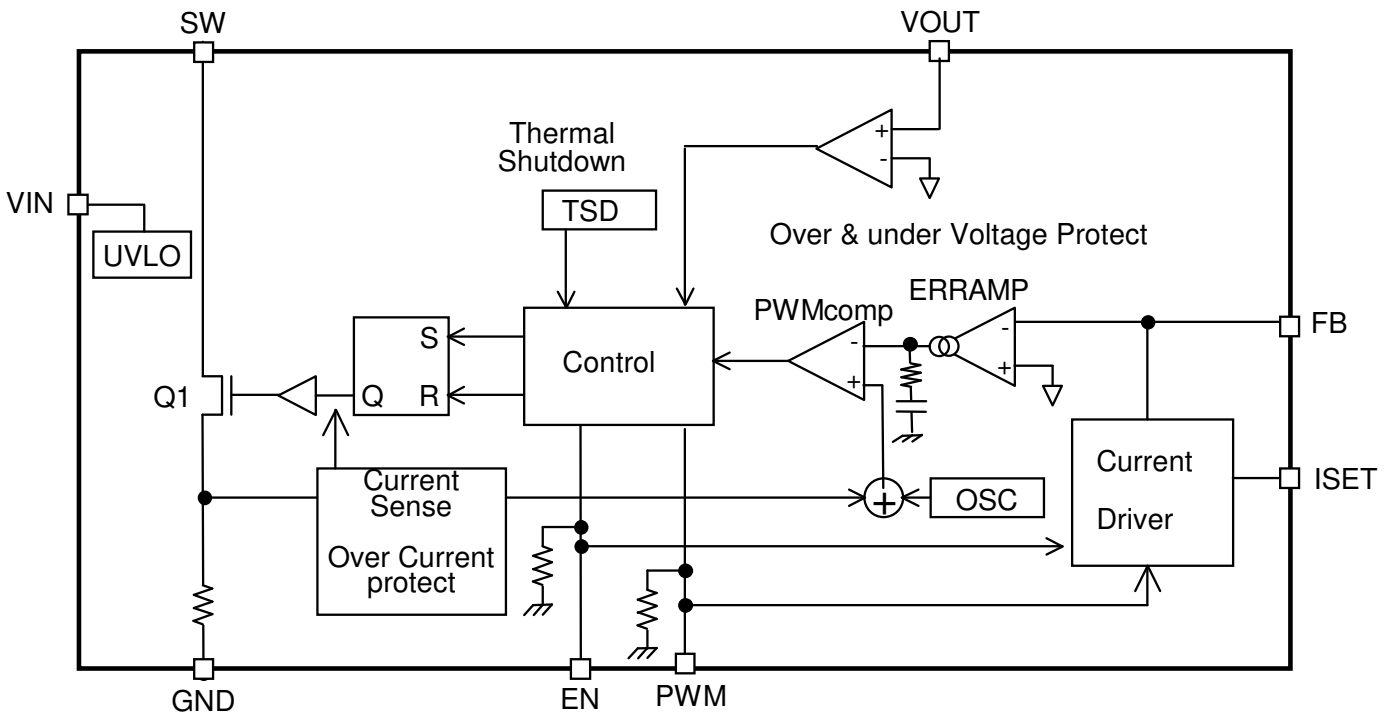 SW
VOUT
Thermal
Shutdown
+
-
VIN
TSD
UVLO
Over & under Voltage Protect
ERRAMP
PWMcomp
FB
S
Control
-
-
+
+
Q1
Q
R
Current
Driver
ISET
Current
Sense
+
OSC
Over Current
protect
GND
EN
PWM